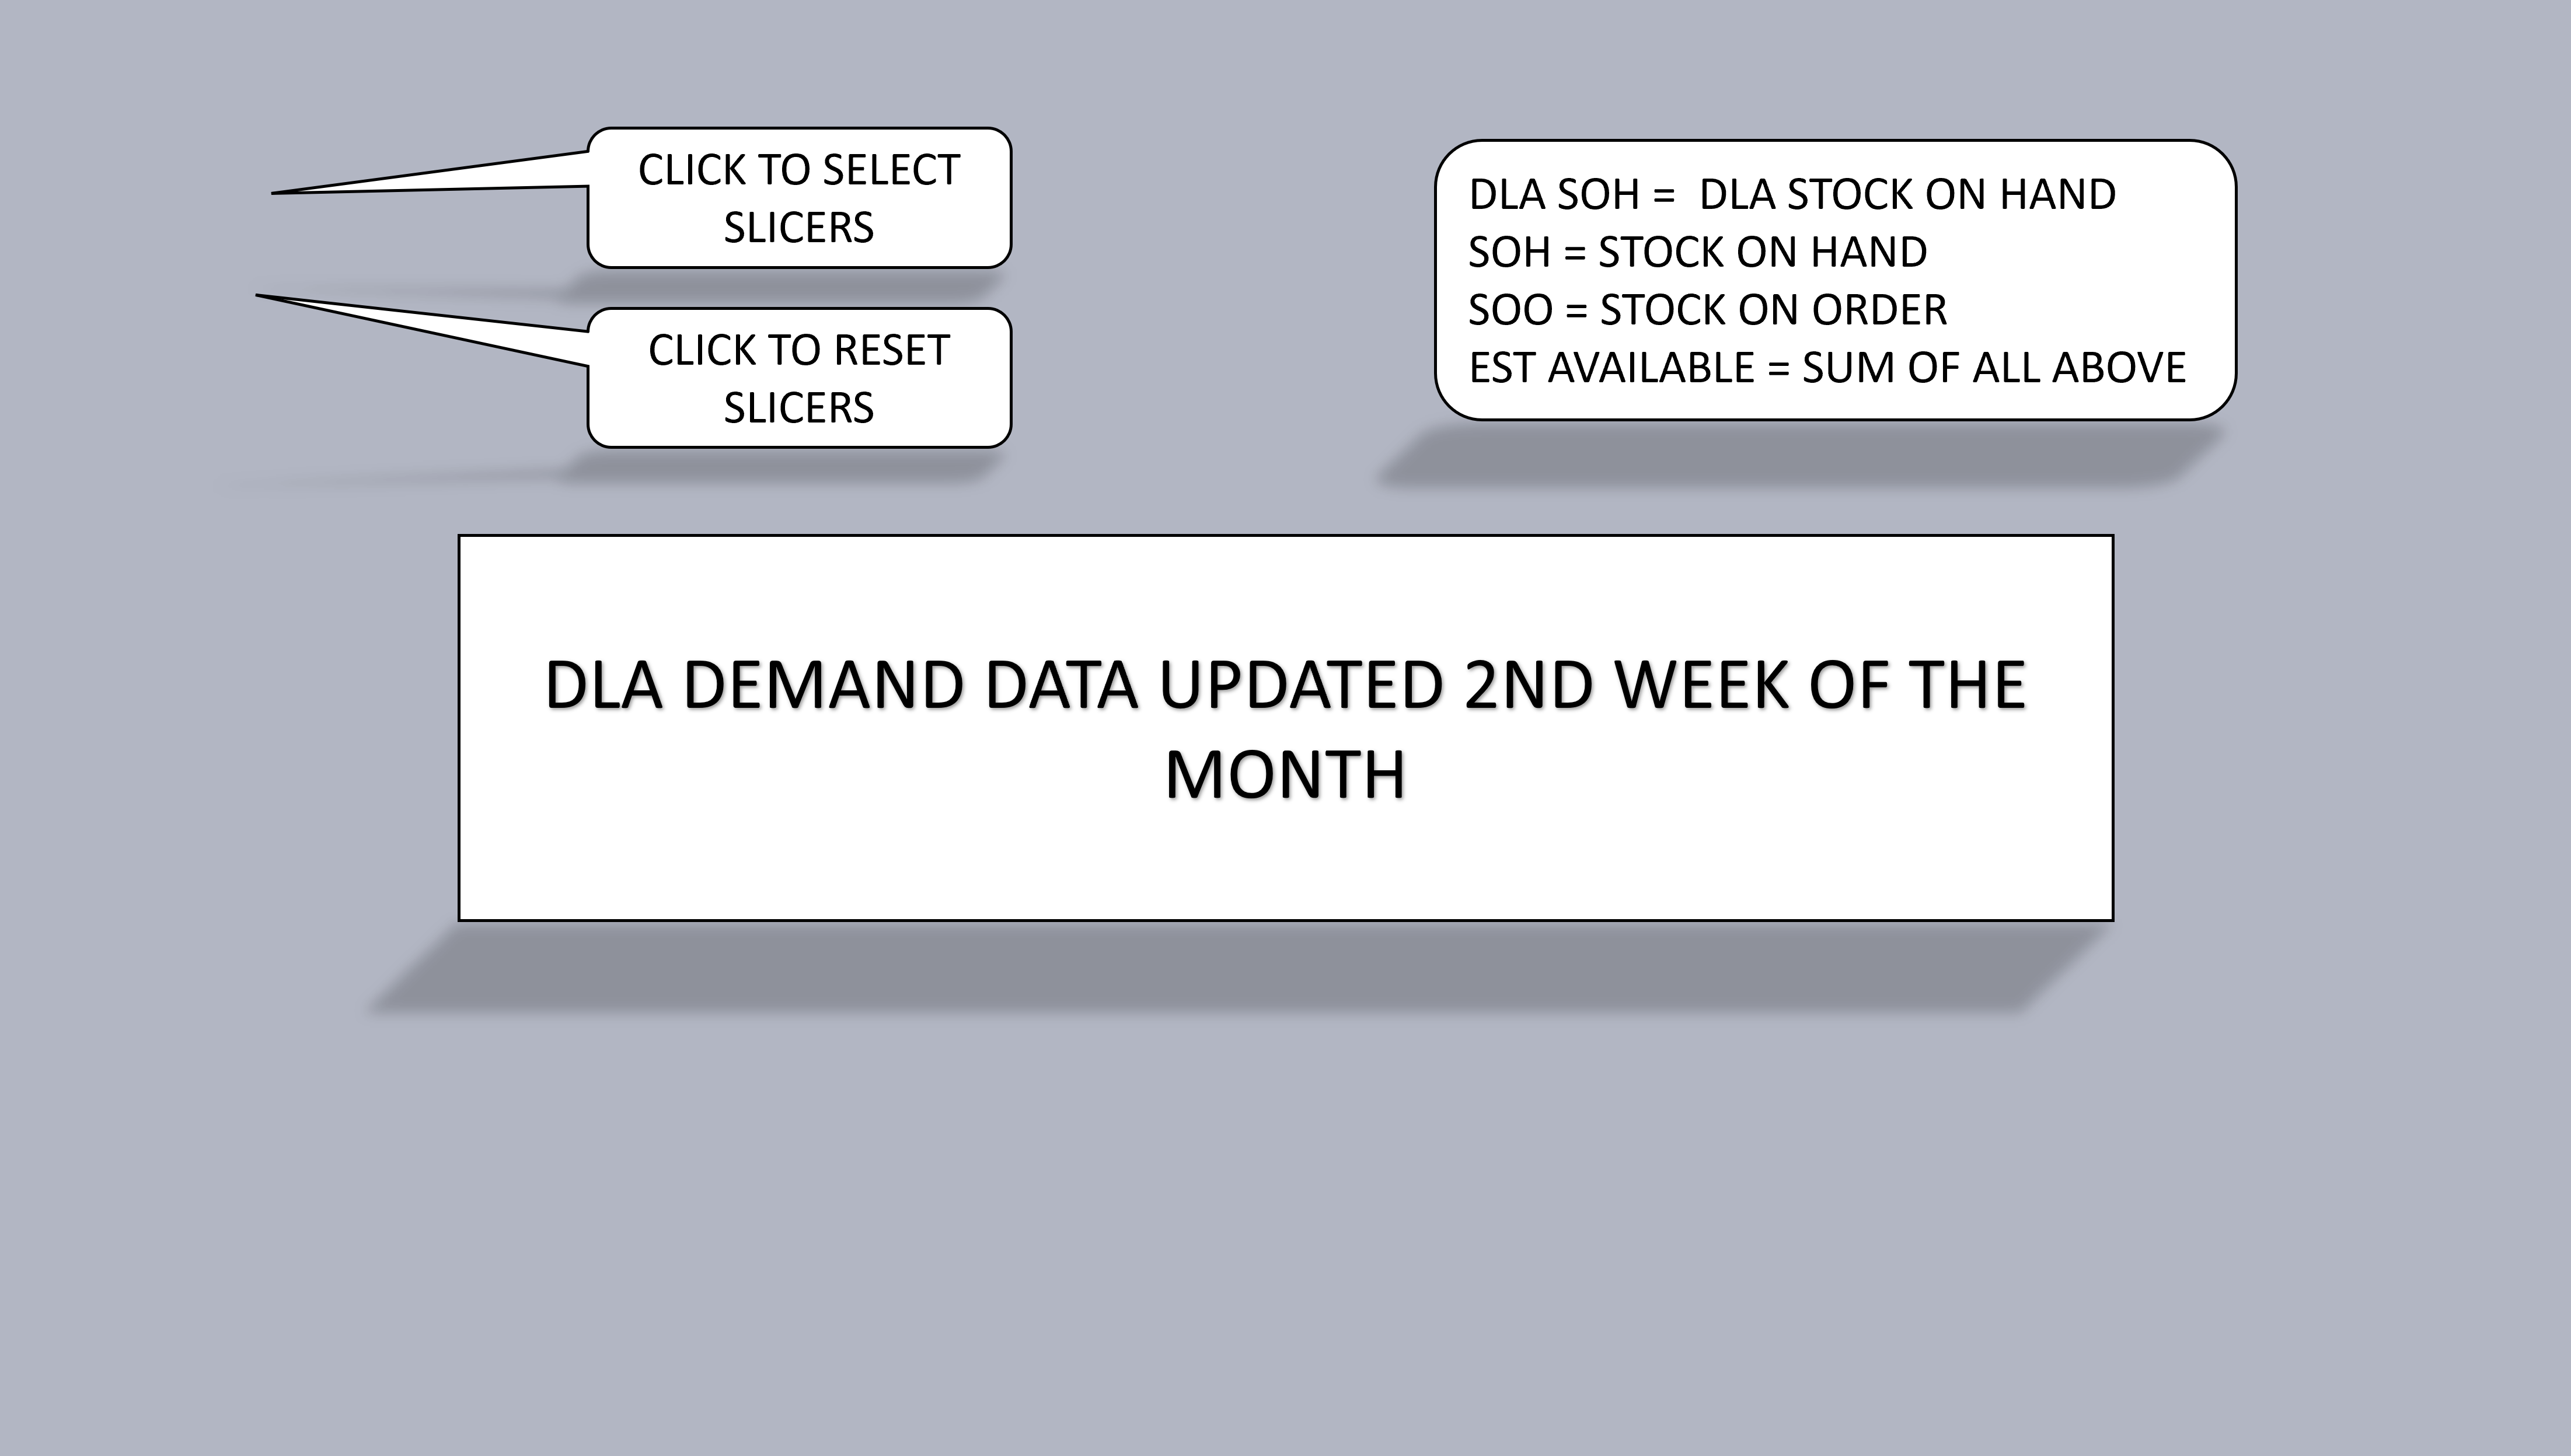 CLICK TO SELECT
SLICERS
CLICK TO RESET
SLICERS
DLA SOH =  DLA STOCK ON HAND
SOH = STOCK ON HAND
SOO = STOCK ON ORDER
EST AVAILABLE = SUM OF ALL ABOVE
DLA DEMAND DATA UPDATED 2ND WEEK OF THE
MONTH